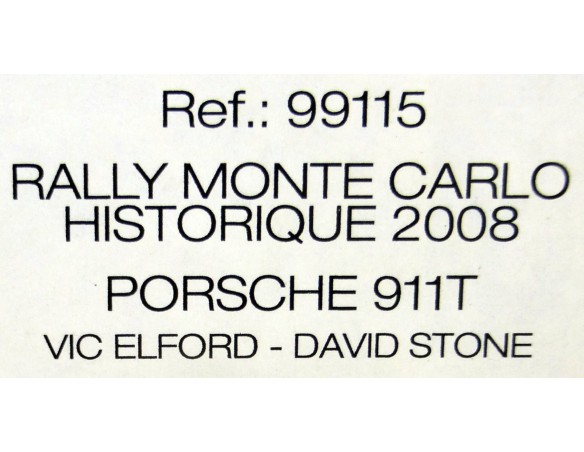 Ref.: 99115
RALLY MONTE CARLO
HISTORIQUE 2008
PORSCHE 911T
VIC ELFORD - DAVID STONE